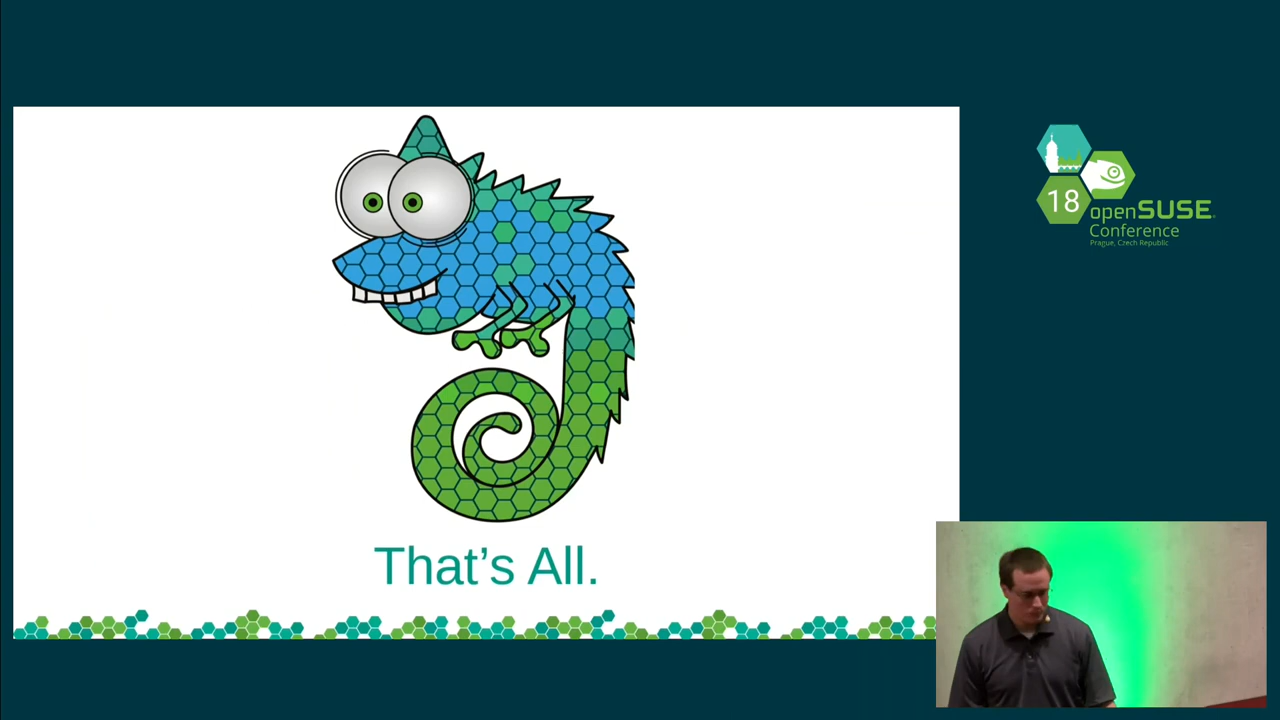 That's All.
18
openSUSE
Conference
Prague, Czech Republic